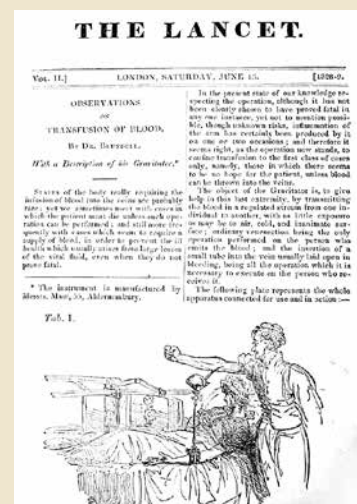 THE LANCET.
VOL. II.] LONDON, SATURDAY, JUNE 13. [1828-9.
OBSERVATIONS
ON
TRANSFUSION OF BLOOD,
BY DR. BLUNDELL.
With a Description of his Gravitator.*
STATES of the body really requiring the
infusion of blood into the veins are probably
rare; yet we sometimes meet with cases in
which the patient must die unless such ope-
ration can be performed; and still more fre-
quently with cases which seem to require a
supply of blood, in order to prevent the ill
health which usually arises from large losses
of the vital fluid, even when they do not
prove fatal.
* The instrument is manufactured by
Messrs. Maw, 55, Aldermanbury.
In the present state of our knowledge re-
specting the operation, although it has not
been clearly shown to have proved fatal in
any one instance, yet not to mention possi-
ble, though unknown risks, inflammation of
the arm has certainly been produced by it
on one or two occasions; and therefore it
seems right, as the operation now stands, to
confine transfusion to the first class of cases
only, namely, those in which there seems
to be no hope for the patient, unless blood
can be thrown into the veins.
The object of the Gravitator is, to give
help in this last extremity, by transmitting
the blood in a regulated stream from one in-
dividual to another, with as little exposure
as may be to air, cold, and inanimate sur-
face; ordinary venesection being the only
operation performed on the person who
emits the blood; and the insertion of a
small tube into the vein usually laid open in
bleeding, being all the operation which it is
necessary to execute on the person who re-
ceives it.
The following plate represents the whole
apparatus connected for use and in action:—
Tab. 1.